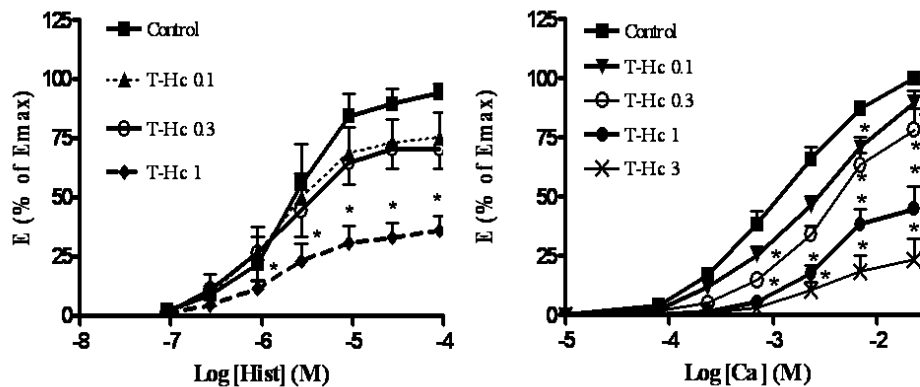 E (% of Emax)
100
75
50
25
0
-8 -7 -6 -5 -4
Log [Hist] (M)
Control
T-Hc 0.1
T-Hc 0.3
T-Hc 1
* * * * *
E (% of Emax)
100
75
50
25
0
-5 -4 -3 -2
Log [Ca] (M)
Control
T-Hc 0.1
T-Hc 0.3
T-Hc 1
T-Hc 3
* * * * * * * * * * *